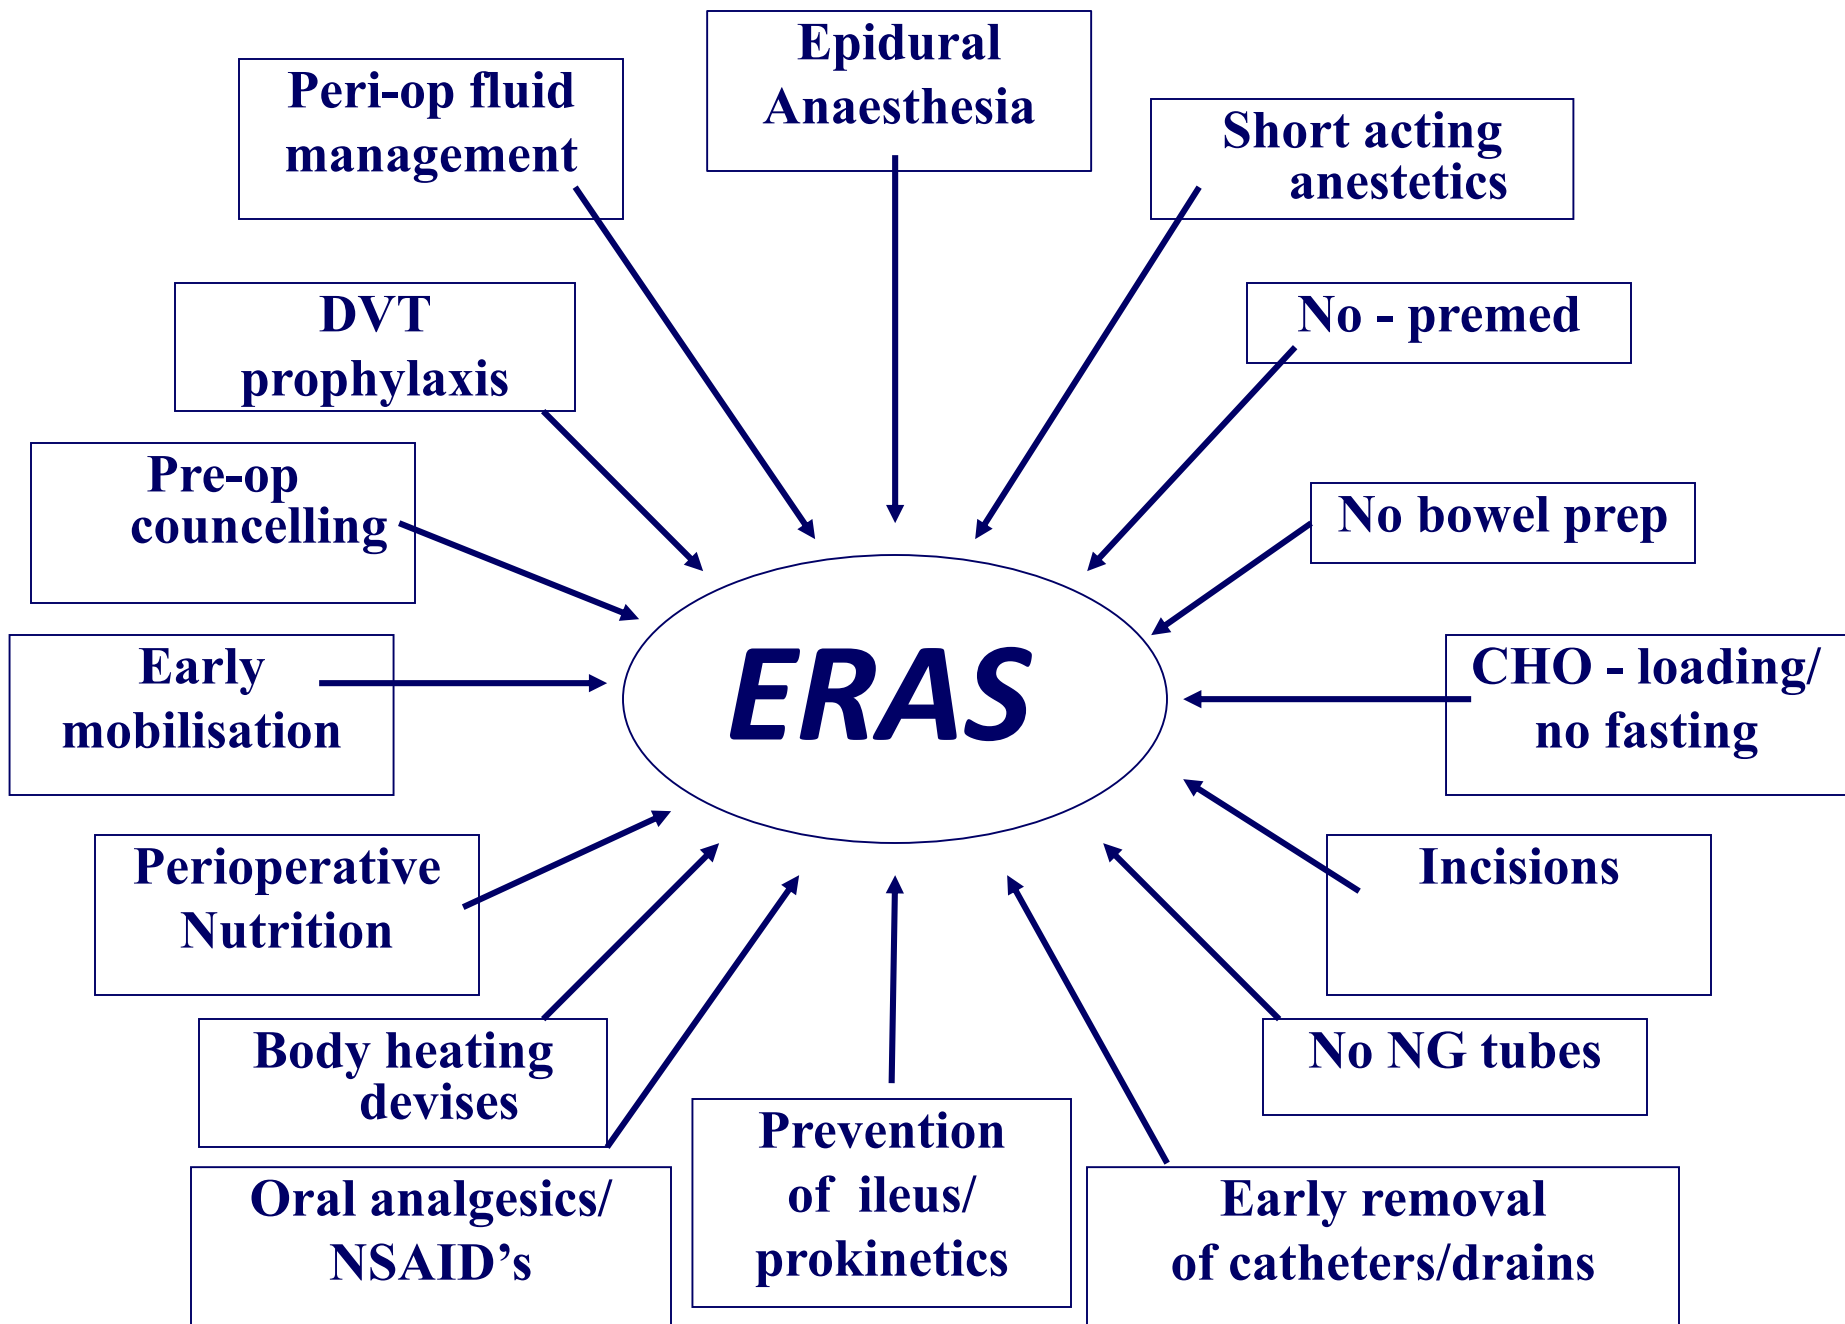 Epidural
Anaesthesia
Peri-op fluid
management
Short acting
anestetics
DVT
prophylaxis
No - premed
Pre-op
councelling
No bowel prep
Early
mobilisation
ERAS
CHO - loading/
no fasting
Perioperative
Nutrition
Incisions
Body heating
devises
No NG tubes
Oral analgesics/
NSAID’s
Prevention
of ileus/
prokinetics
Early removal
of catheters/drains